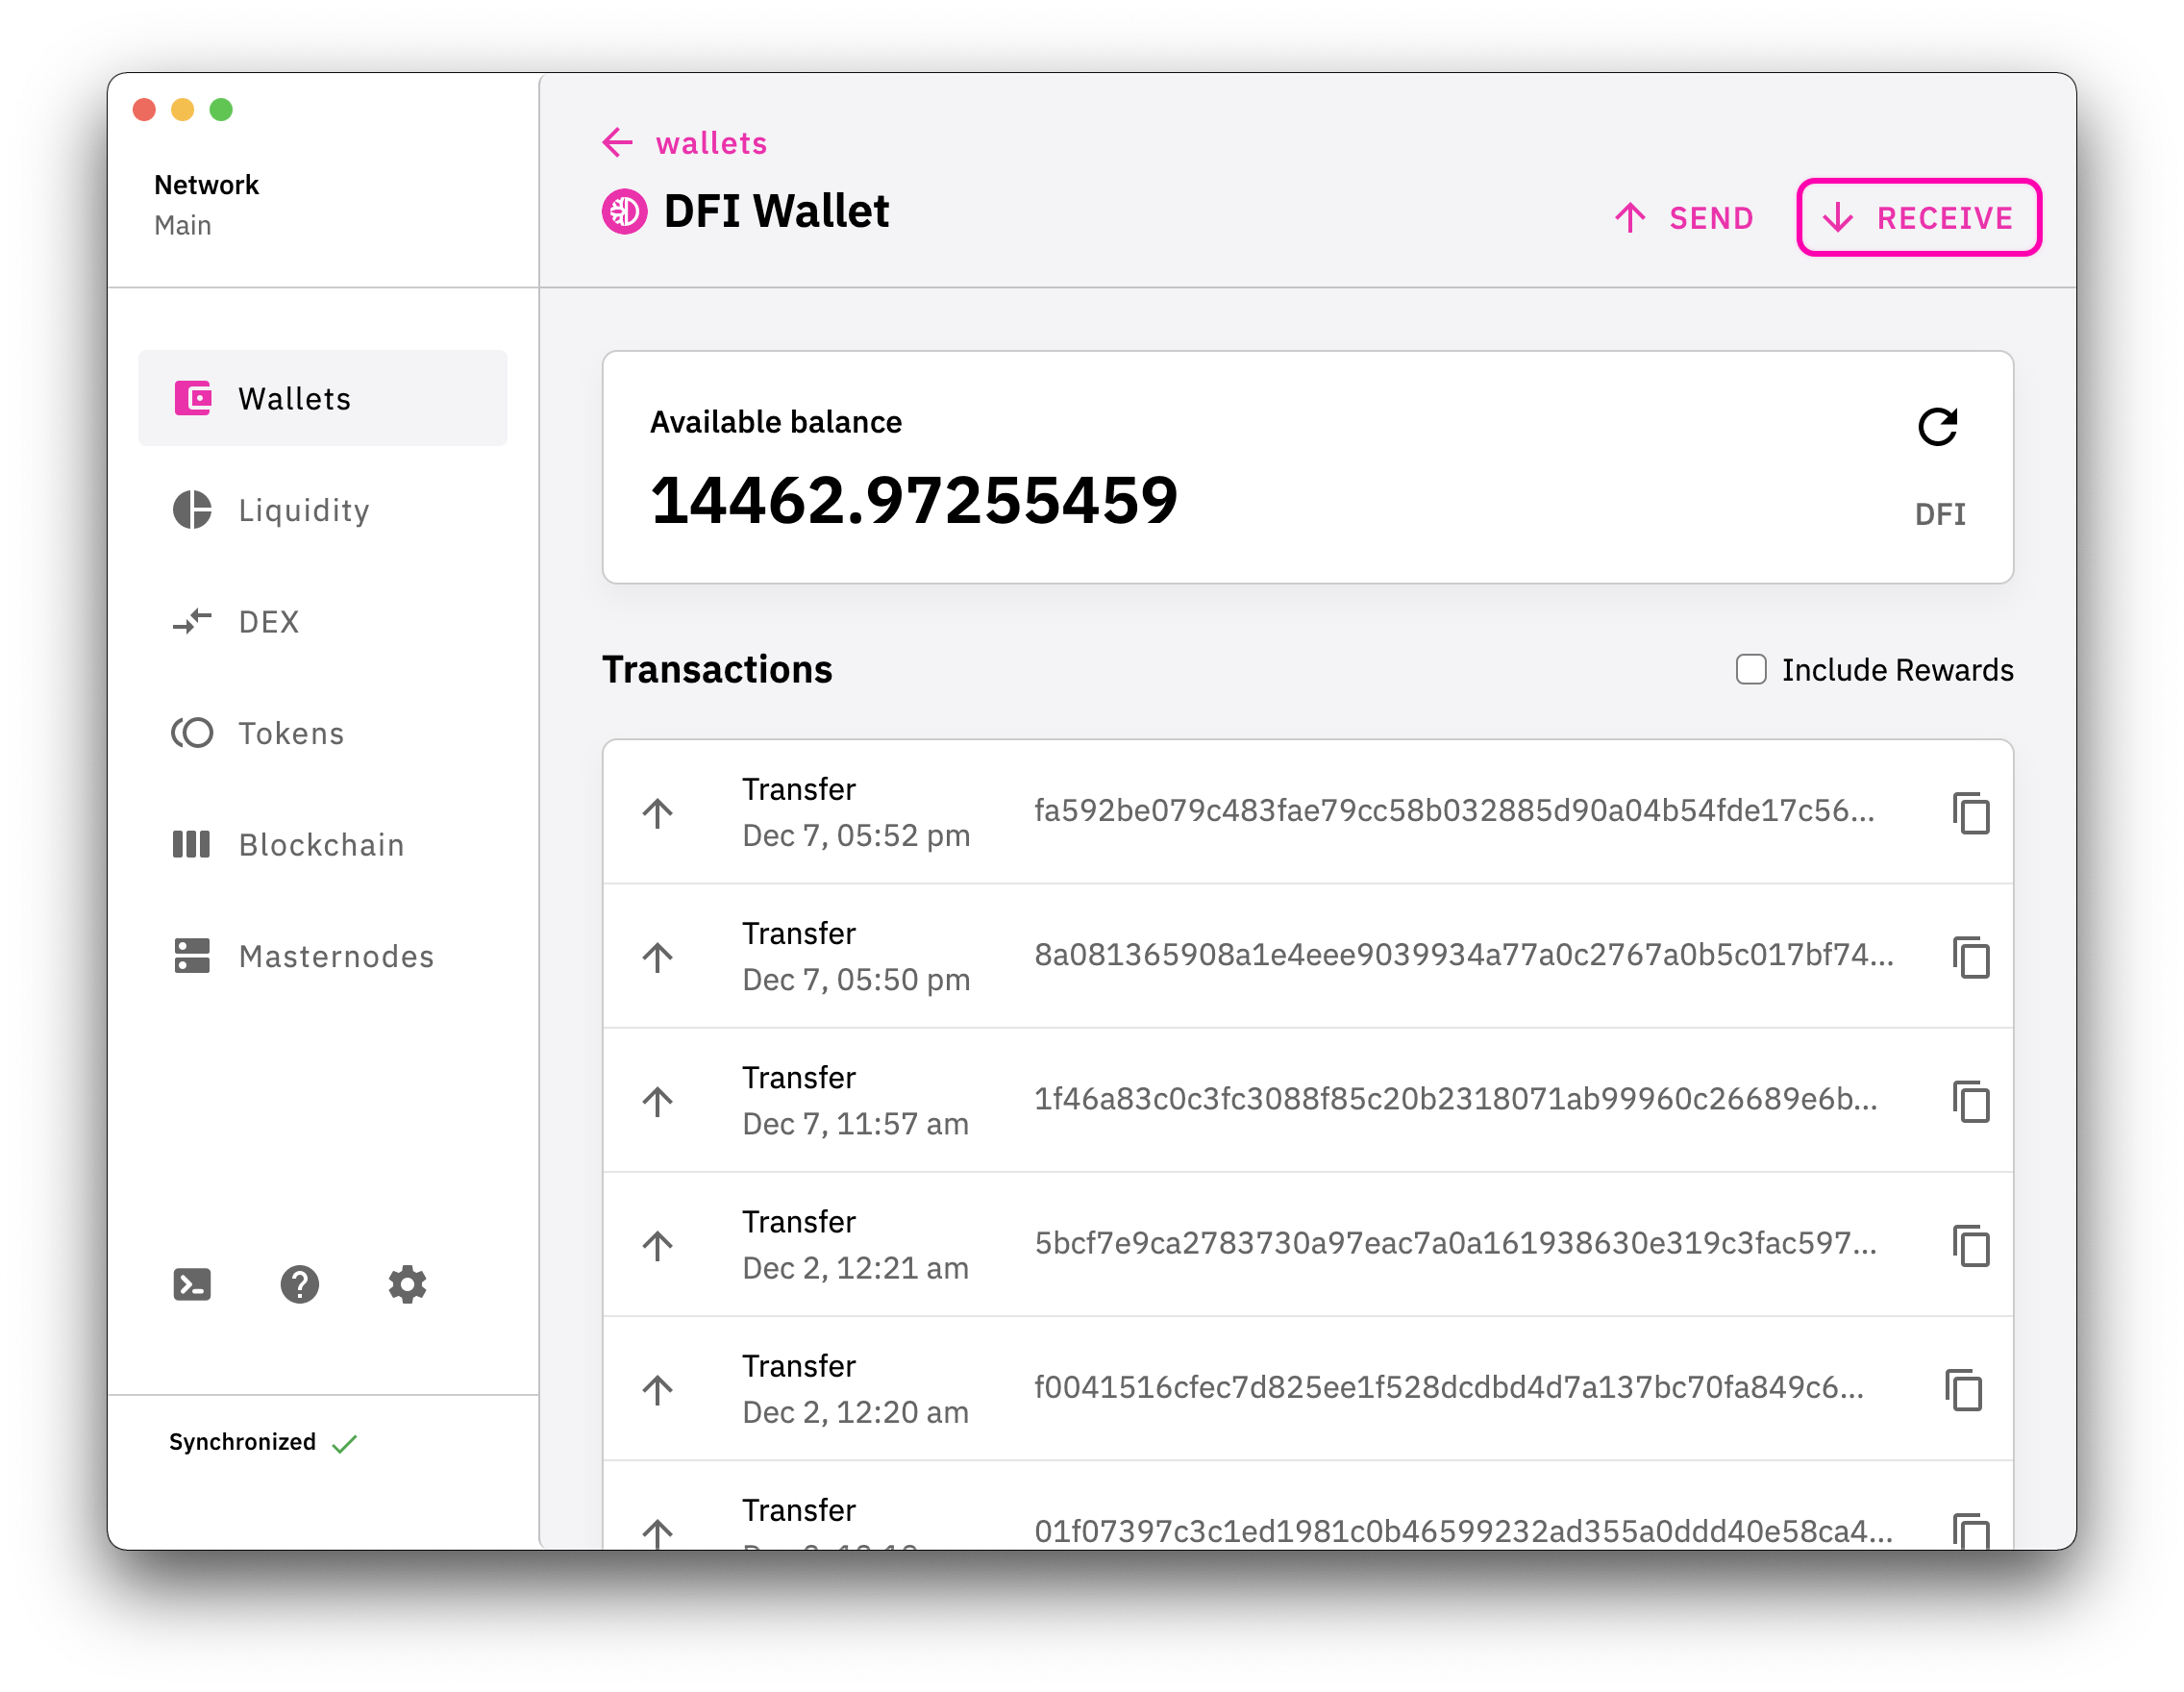 Network
Main
Wallets
Liquidity
DEX
Tokens
Blockchain
Masternodes
Synchronized
wallets
DFI Wallet
SEND
RECEIVE
Available balance
14462.97255459
DFI
Transactions
Include Rewards
Transfer
Dec 7, 05:52 pm
fa592be079c483fae79cc58b032885d90a04b54fde17c56...
Transfer
Dec 7, 05:50 pm
8a081365908a1e4eee9039934a77a0c2767a0b5c017bf74...
Transfer
Dec 7, 11:57 am
1f46a83c0c3fc3088f85c20b2318071ab99960c26689e6b...
Transfer
Dec 2, 12:21 am
5bcf7e9ca2783730a97eac7a0a161938630e319c3fac597...
Transfer
Dec 2, 12:20 am
f0041516cfec7d825ee1f528dcdbd4d7a137bc70fa849c6...
Transfer
01f07397c3c1ed1981c0b46599232ad355a0ddd40e58ca4...